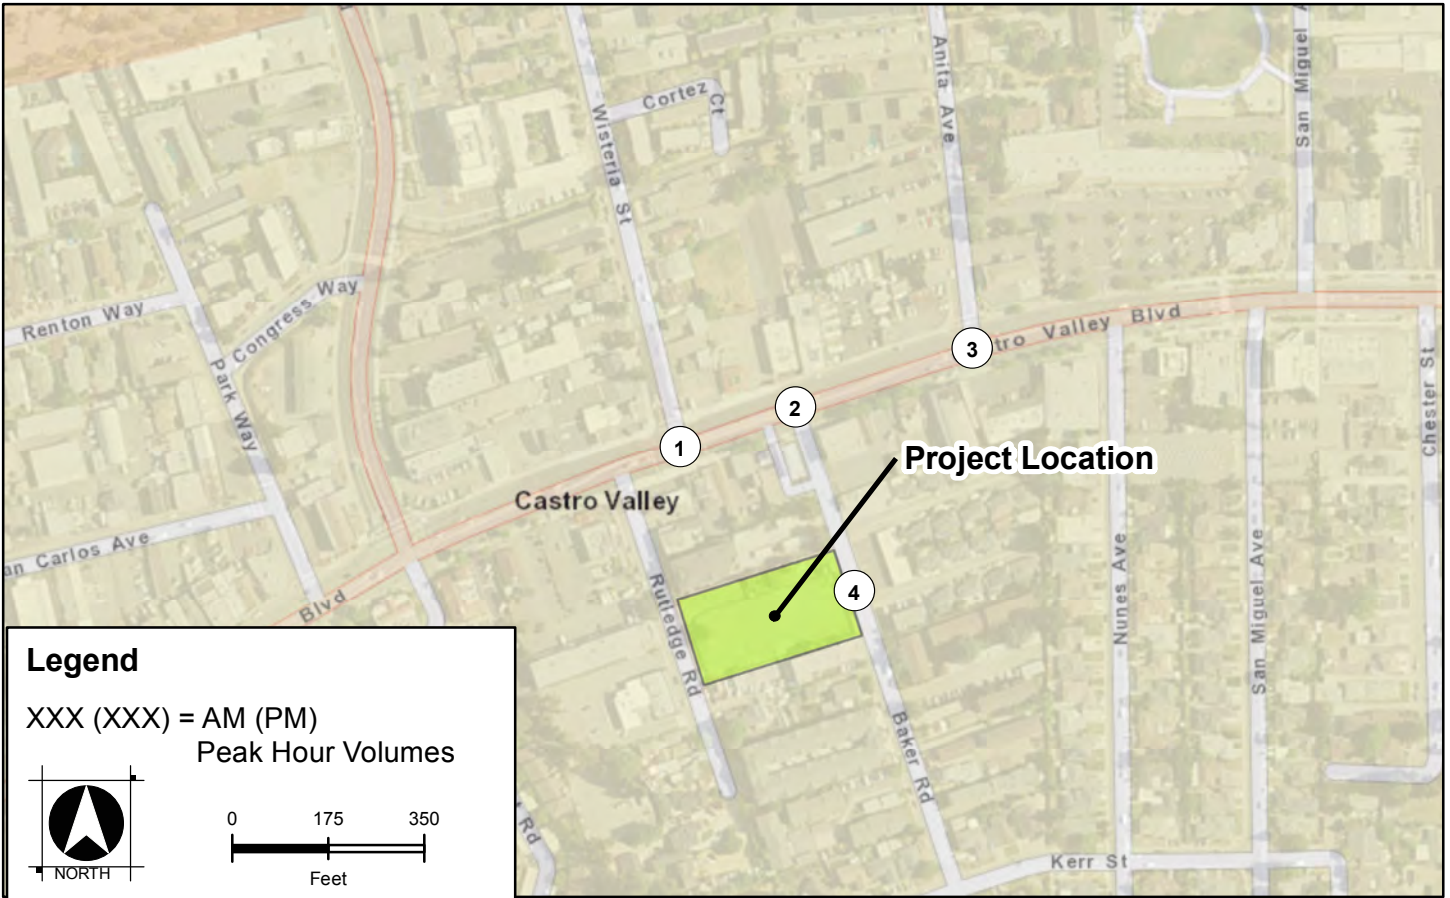 Cortez Ct
Wisteria St
Anita Ave
San Miguel A
Renton Way
Congress Way
Park Way
tro Valley Blvd
3
2
1
Chester St
Project Location
Castro Valley
an Carlos Ave
Blvd
4
Nunes Ave
San Miguel Ave
Rutledge Rd
Baker Rd
Kerr St
Rd
Legend
XXX (XXX) = AM (PM)
Peak Hour Volumes
0 175 350
Feet
NORTH